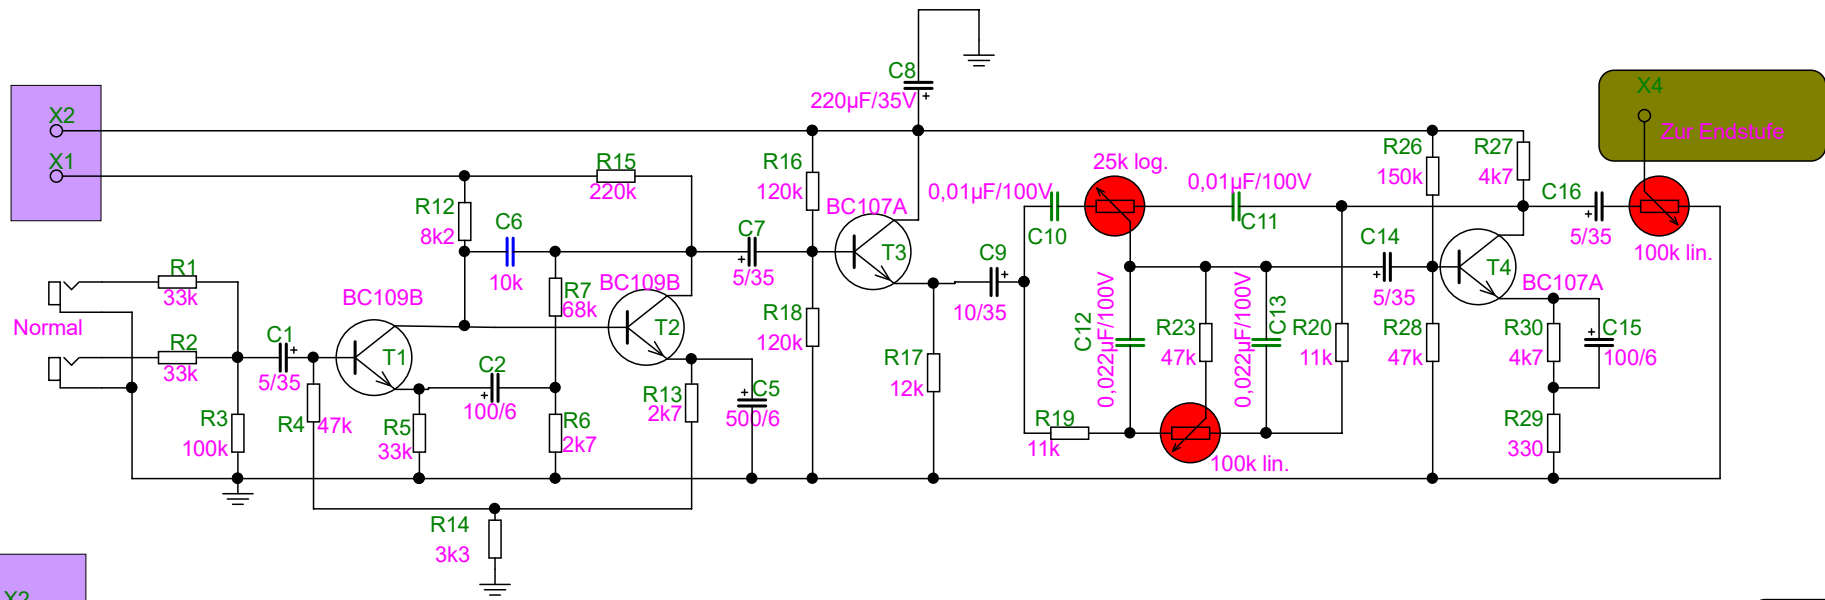 C8
220µF/35V
X2
X1
X4
Zur Endstufe
R15
220k
R16
120k
25k log.
0,01µF/100V
0,01µF/100V
R26
150k
R27
4k7
C10
C11
C16
5/35
100k lin.
R12
8k2
C6
10k
BC107A
T3
C7
5/35
C9
10/35
C14
5/35
T4
BC107A
R1
33k
Normal
R2
33k
C1
5/35
BC109B
T1
R7
68k
BC109B
T2
R18
120k
R17
12k
C12
0,022µF/100V
R23
47k
0,022µF/100V
C13
R20
11k
R28
47k
R30
4k7
C15
100/6
C2
100/6
R3
100k
R4
47k
R5
33k
R6
2k7
R13
2k7
C5
500/6
R19
11k
100k lin.
R29
330
R14
3k3
X2